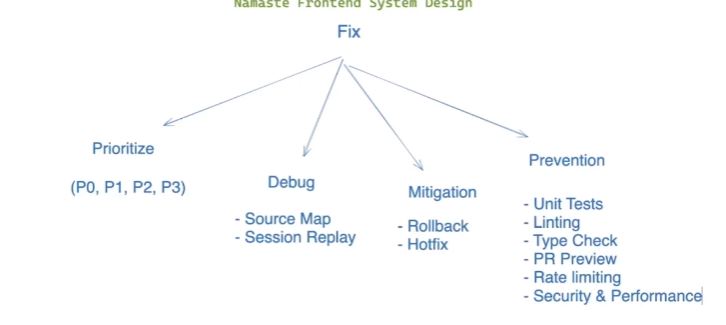 Namaste Frontend System Design
Fix
Prioritize
(P0, P1, P2, P3)
Debug
- Source Map
- Session Replay
Mitigation
- Rollback
- Hotfix
Prevention
- Unit Tests
- Linting
- Type Check
- PR Preview
- Rate limiting
- Security & Performance